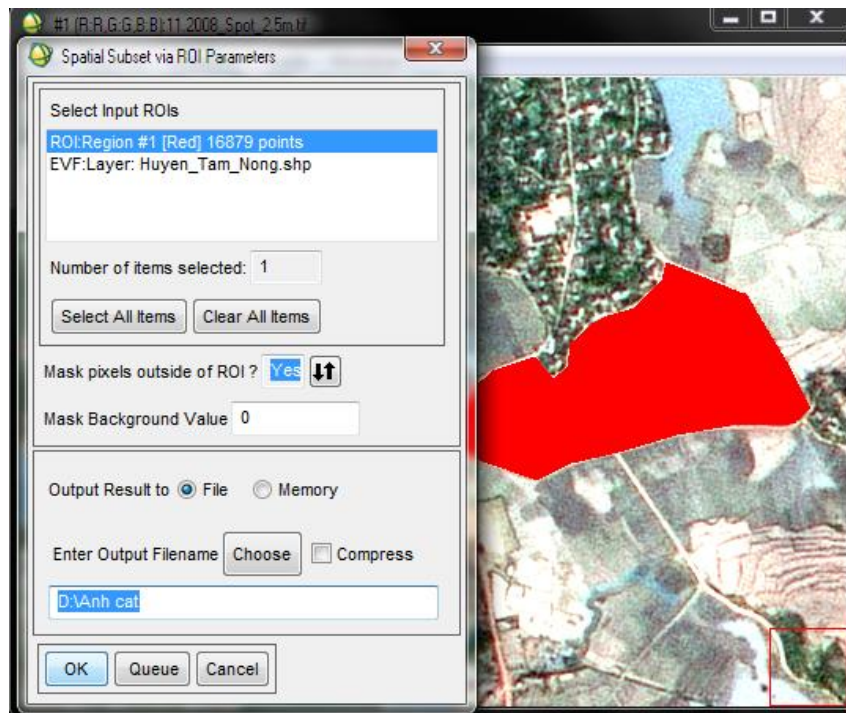 #1 (R:R,G:G,B:B):11 2008_Spot_2.5m.tif
Spatial Subset via ROI Parameters
Select Input ROIs
ROI:Region #1 [Red] 16879 points
EVF:Layer: Huyen_Tam_Nong.shp
Number of items selected: 1
Select All Items Clear All Items
Mask pixels outside of ROI ? Yes
Mask Background Value 0
Output Result to File Memory
Enter Output Filename Choose Compress
D:\Anh cat
OK Queue Cancel